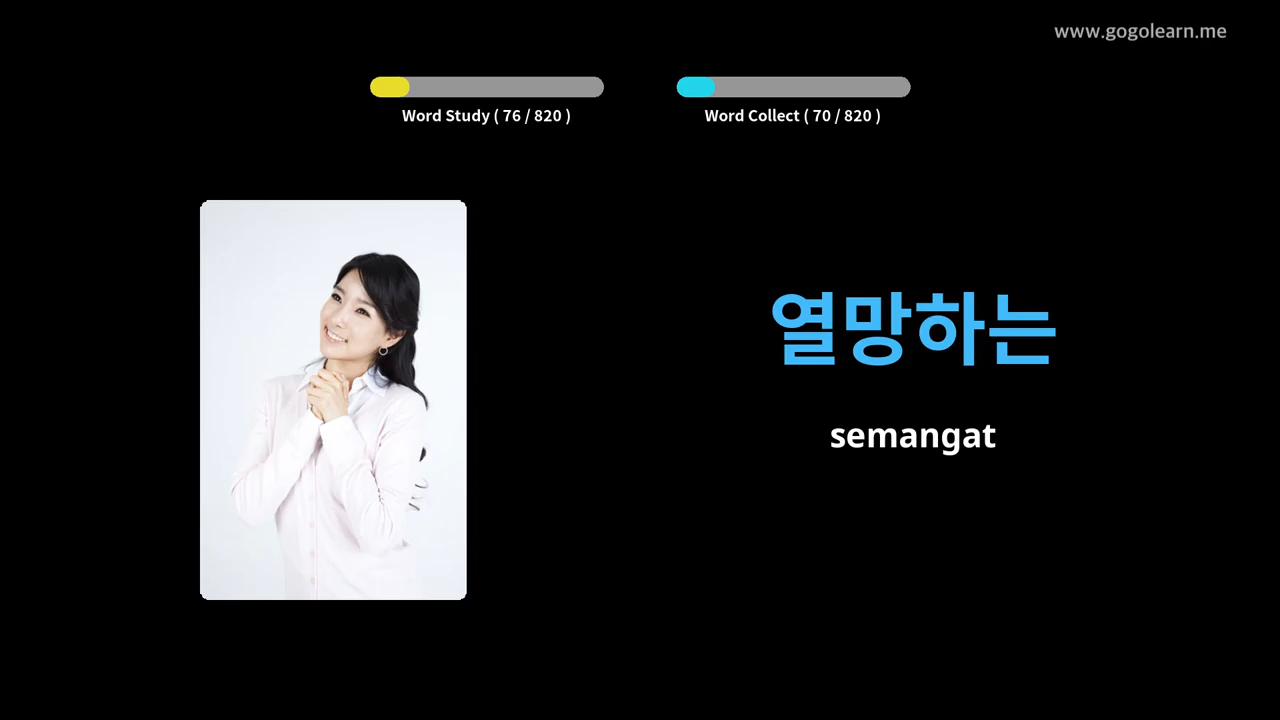 www.gogolearn.me
Word Study ( 76 / 820 )
Word Collect ( 70 / 820 )
열망하는
semangat